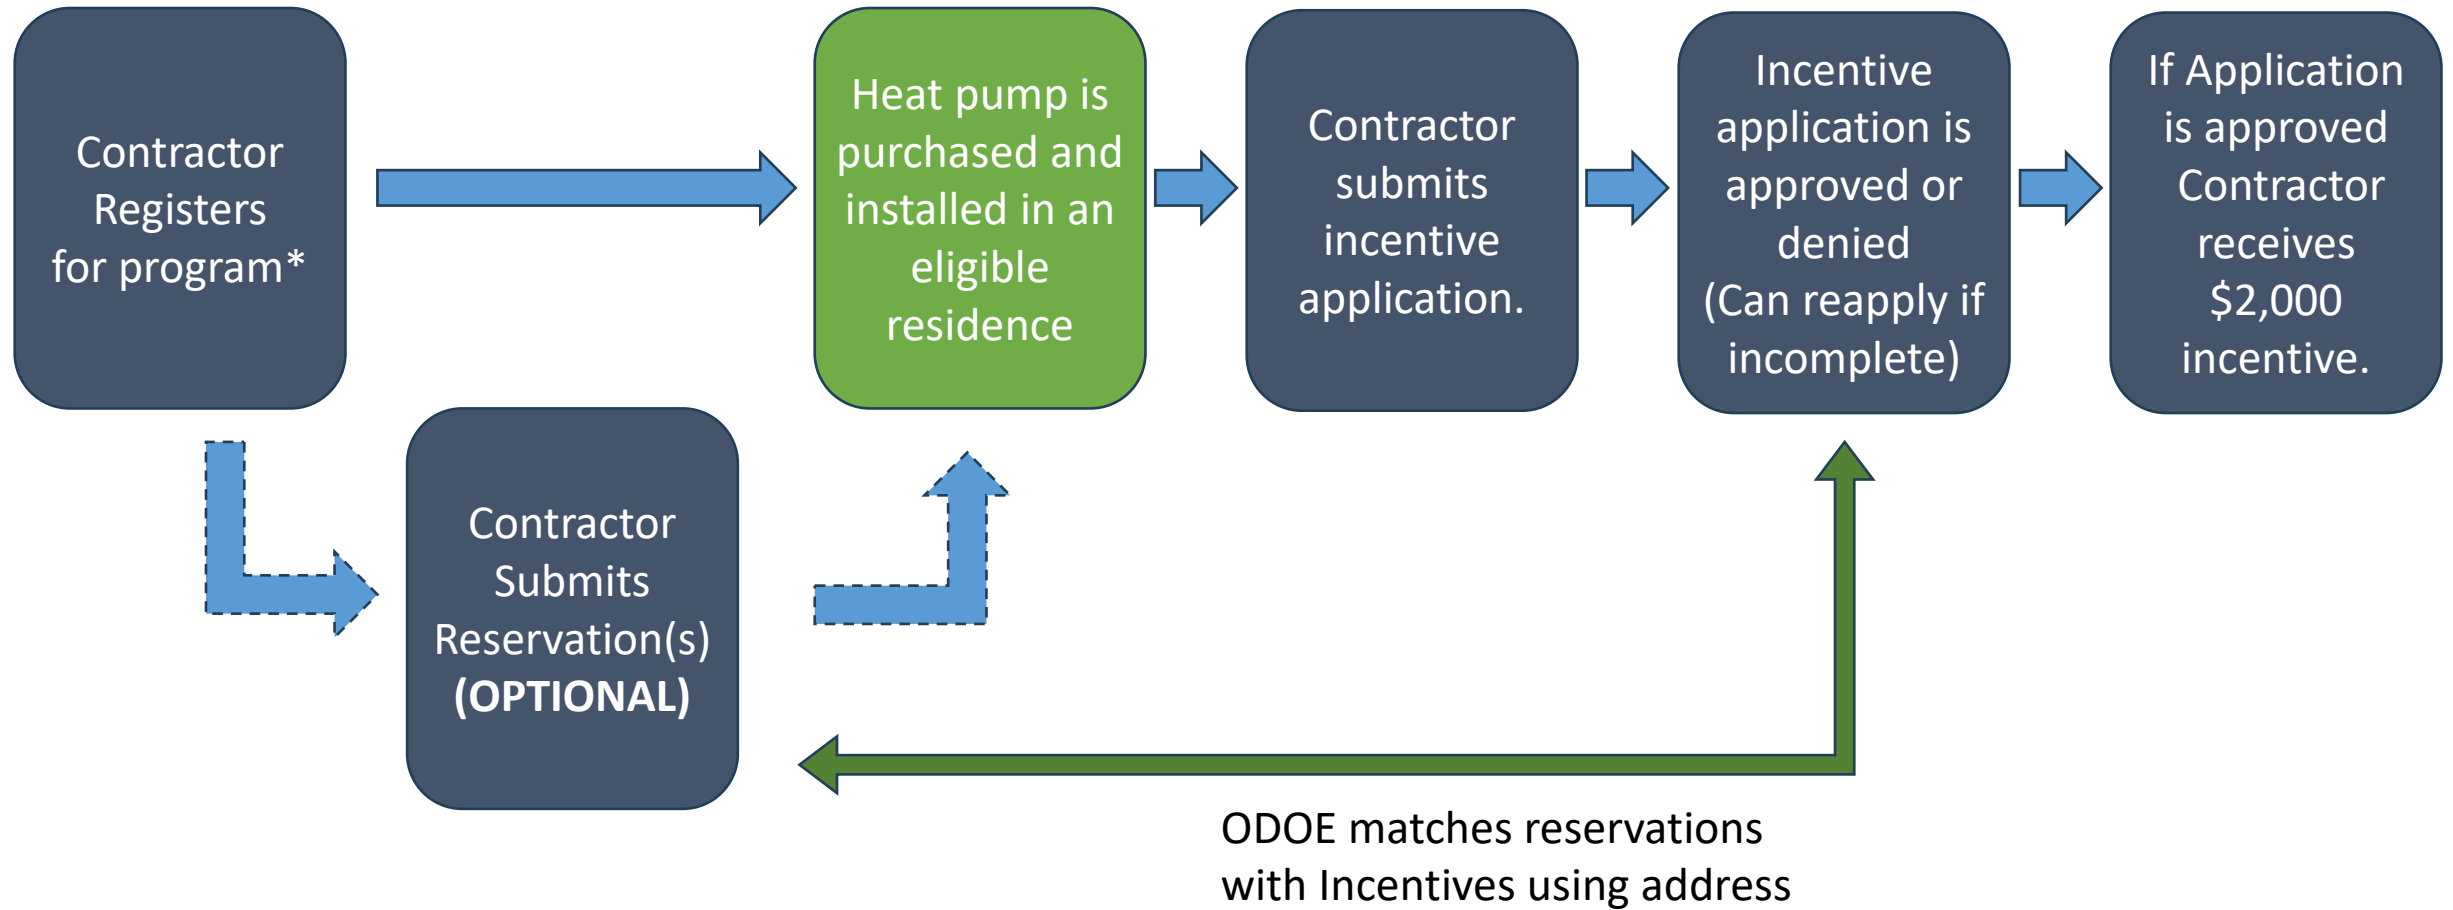 Contractor
Registers
for program*
Heat pump is
purchased and
installed in an
eligible
residence
Contractor
submits
incentive
application.
Incentive
application is
approved or
denied
(Can reapply if
incomplete)
If Application
is approved
Contractor
receives
$2,000
incentive.
Contractor
Submits
Reservation(s)
(OPTIONAL)
ODOE matches reservations
with Incentives using address